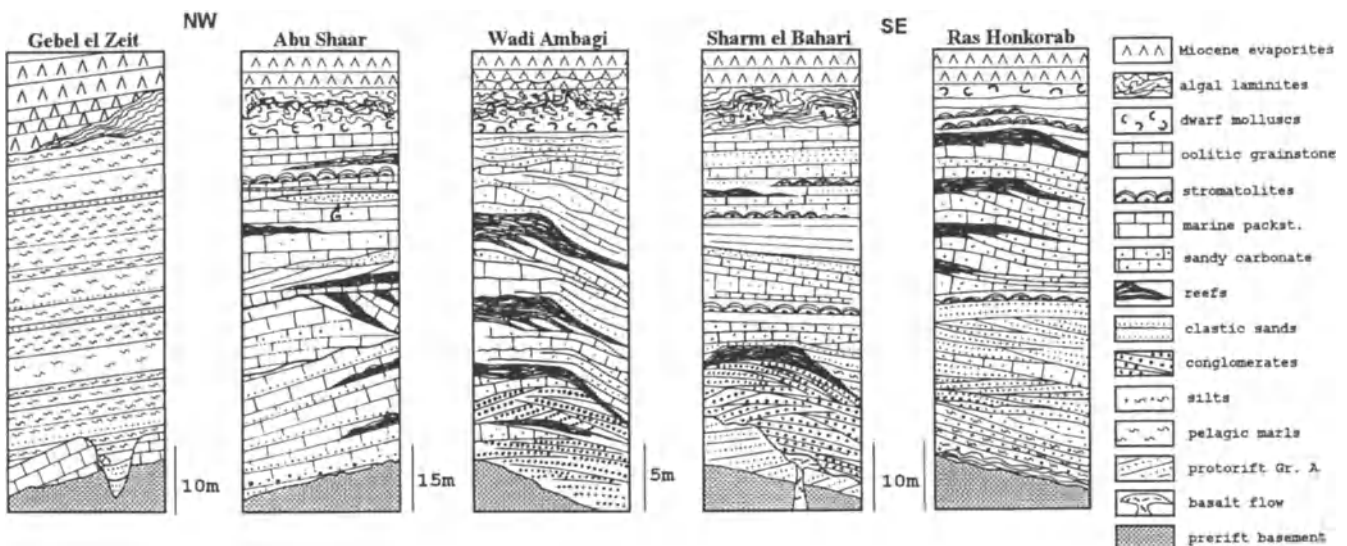 NW
SE
Gebel el Zeit
Abu Shaar
Wadi Ambagi
Sharm el Bahari
Ras Honkorab
G
10m
15m
5m
10m
Miocene evaporites
algal laminites
dwarf molluscs
oolitic grainstone
stromatolites
marine packst.
sandy carbonate
reefs
clastic sands
conglomerates
silts
pelagic marls
protorift Gr. A
basalt flow
prerift basement